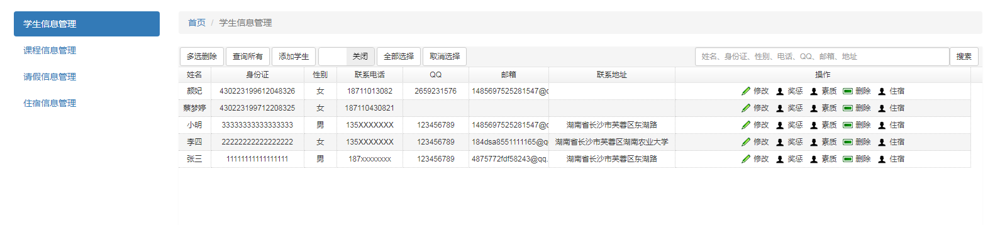 学生信息管理
课程信息管理
请假信息管理
住宿信息管理
首页 / 学生信息管理
多选删除 查询所有 添加学生 关闭 全部选择 取消选择 姓名、身份证、性别、电话、QQ、邮箱、地址 搜索
姓名 身份证 性别 联系电话 QQ 邮箱 联系地址 操作
颜妃 430223199612048326 女 18711013082 2659231576 1485697525281547@q 修改 奖惩 素质 删除 住宿
蔡梦婷 430223199712208325 女 187110430821 修改 奖惩 素质 删除 住宿
小明 33333333333333333 男 135XXXXXXX 123456789 1485697525281547@q 湖南省长沙市芙蓉区东湖路 修改 奖惩 素质 删除 住宿
李四 22222222222222222 女 135XXXXXXX 123456789 184dsa8551111165@q 湖南省长沙市芙蓉区湖南农业大学 修改 奖惩 素质 删除 住宿
张三 11111111111111111 男 187xxxxxxxx 123456789 4875772fdf58243@qq. 湖南省长沙市芙蓉区东湖路 修改 奖惩 素质 删除 住宿